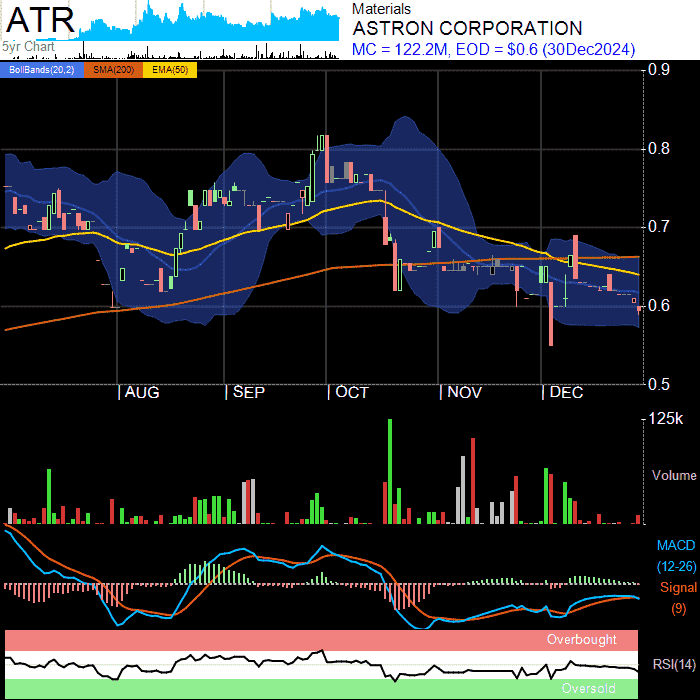 ATR
5yr Chart
Materials
ASTRON CORPORATION
MC = 122.2M, EOD = $0.6 (30Dec2024)
BollBands(20,2) SMA(200) EMA(50)
0.9
0.8
0.7
0.6
0.5
AUG SEP OCT NOV DEC
125k
Volume
MACD
(12-26)
Signal
(9)
Overbought
RSI(14)
Oversold